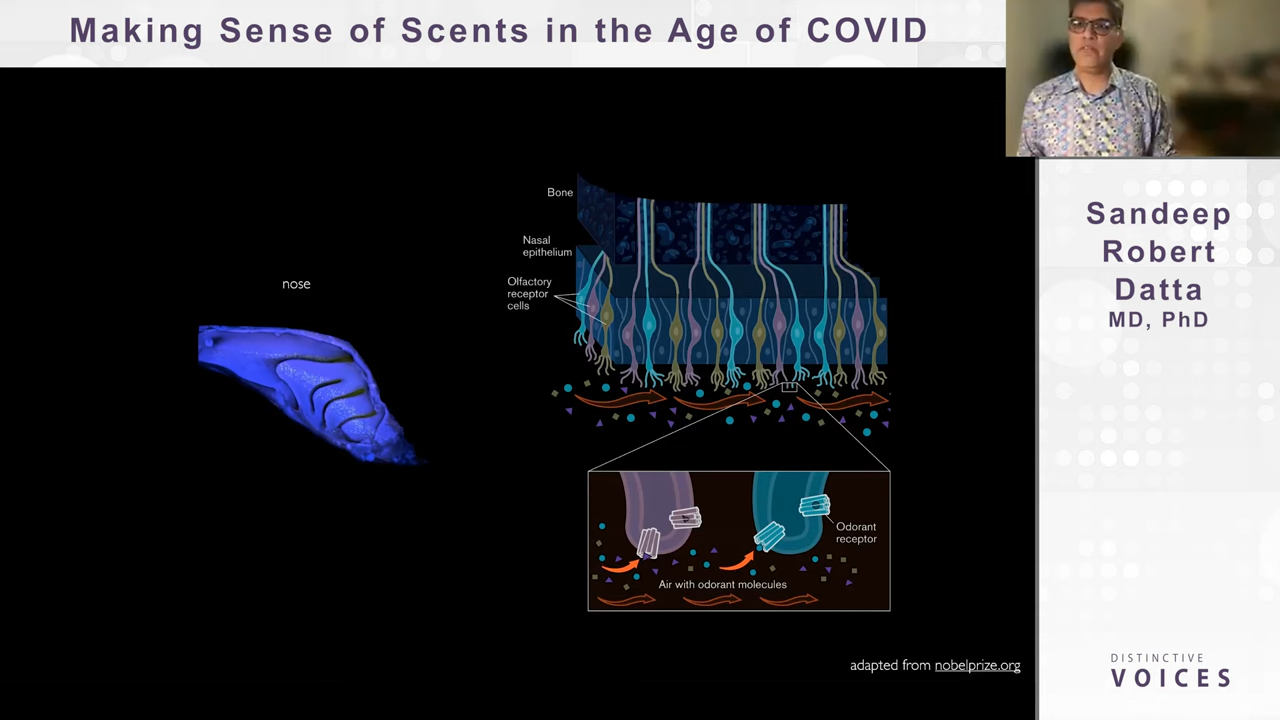 Making Sense of Scents in the Age of COVID
nose
Bone
Nasal
epithelium
Olfactory
receptor
cells
Odorant
receptor
Air with odorant molecules
adapted from nobelprize.org
Sandeep
Robert
Datta
MD, PhD
DISTINCTIVE
VOICES